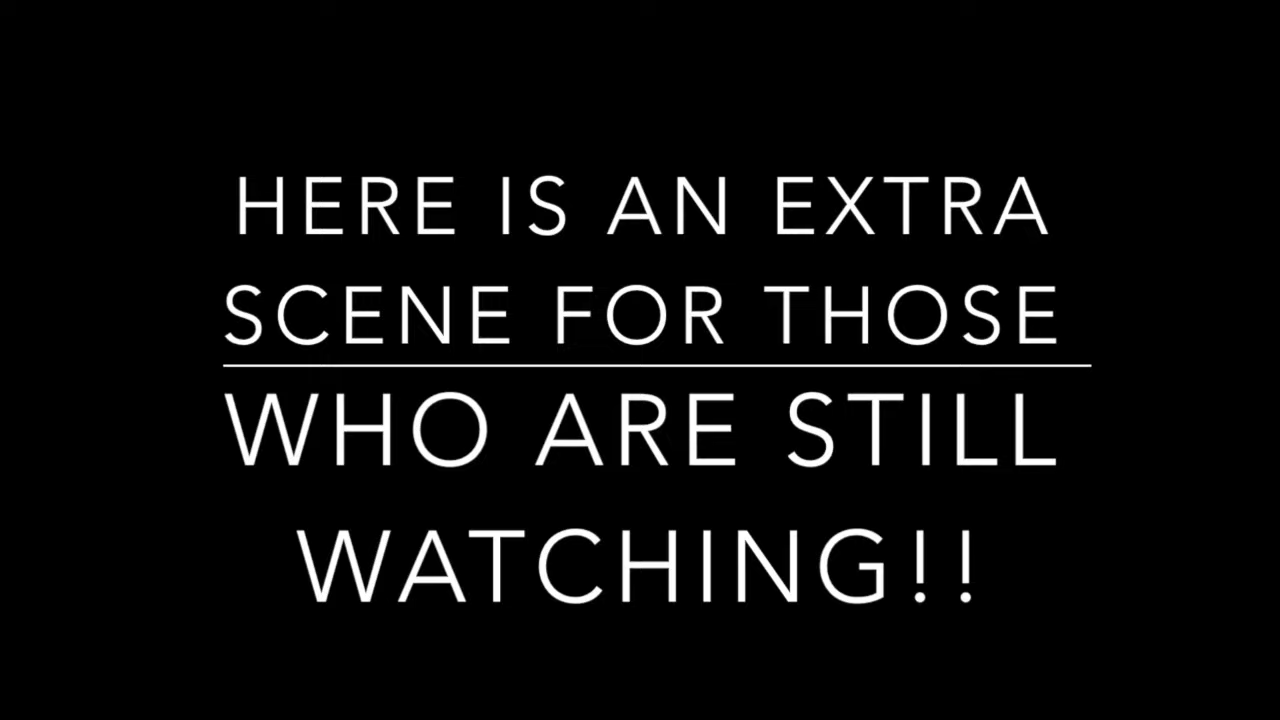 HERE IS AN EXTRA
SCENE FOR THOSE
WHO ARE STILL
WATCHING!!